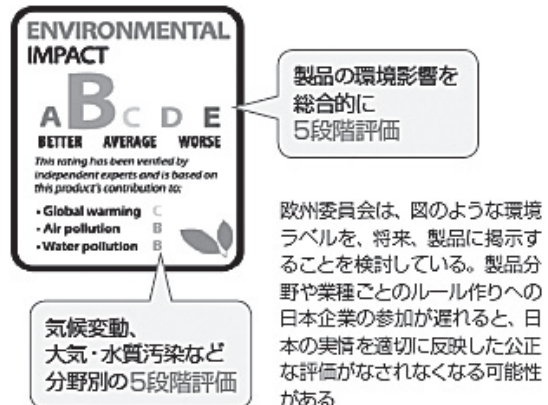 ENVIRONMENTAL
IMPACT
A B C D E
BETTER AVERAGE WORSE
This rating has been verified by
independent experts and is based on
this product's contribution to:
• Global warming C
• Air pollution B
• Water pollution B
製品の環境影響を
総合的に
5段階評価
気候変動、
大気・水質汚染など
分野別の5段階評価
欧州委員会は、図のような環境
ラベルを、将来、製品に掲示す
ることを検討している。製品分
野や業種ごとのルール作りへの
日本企業の参加が遅れると、日
本の実情を適切に反映した公正
な評価がなされなくなる可能性
がある